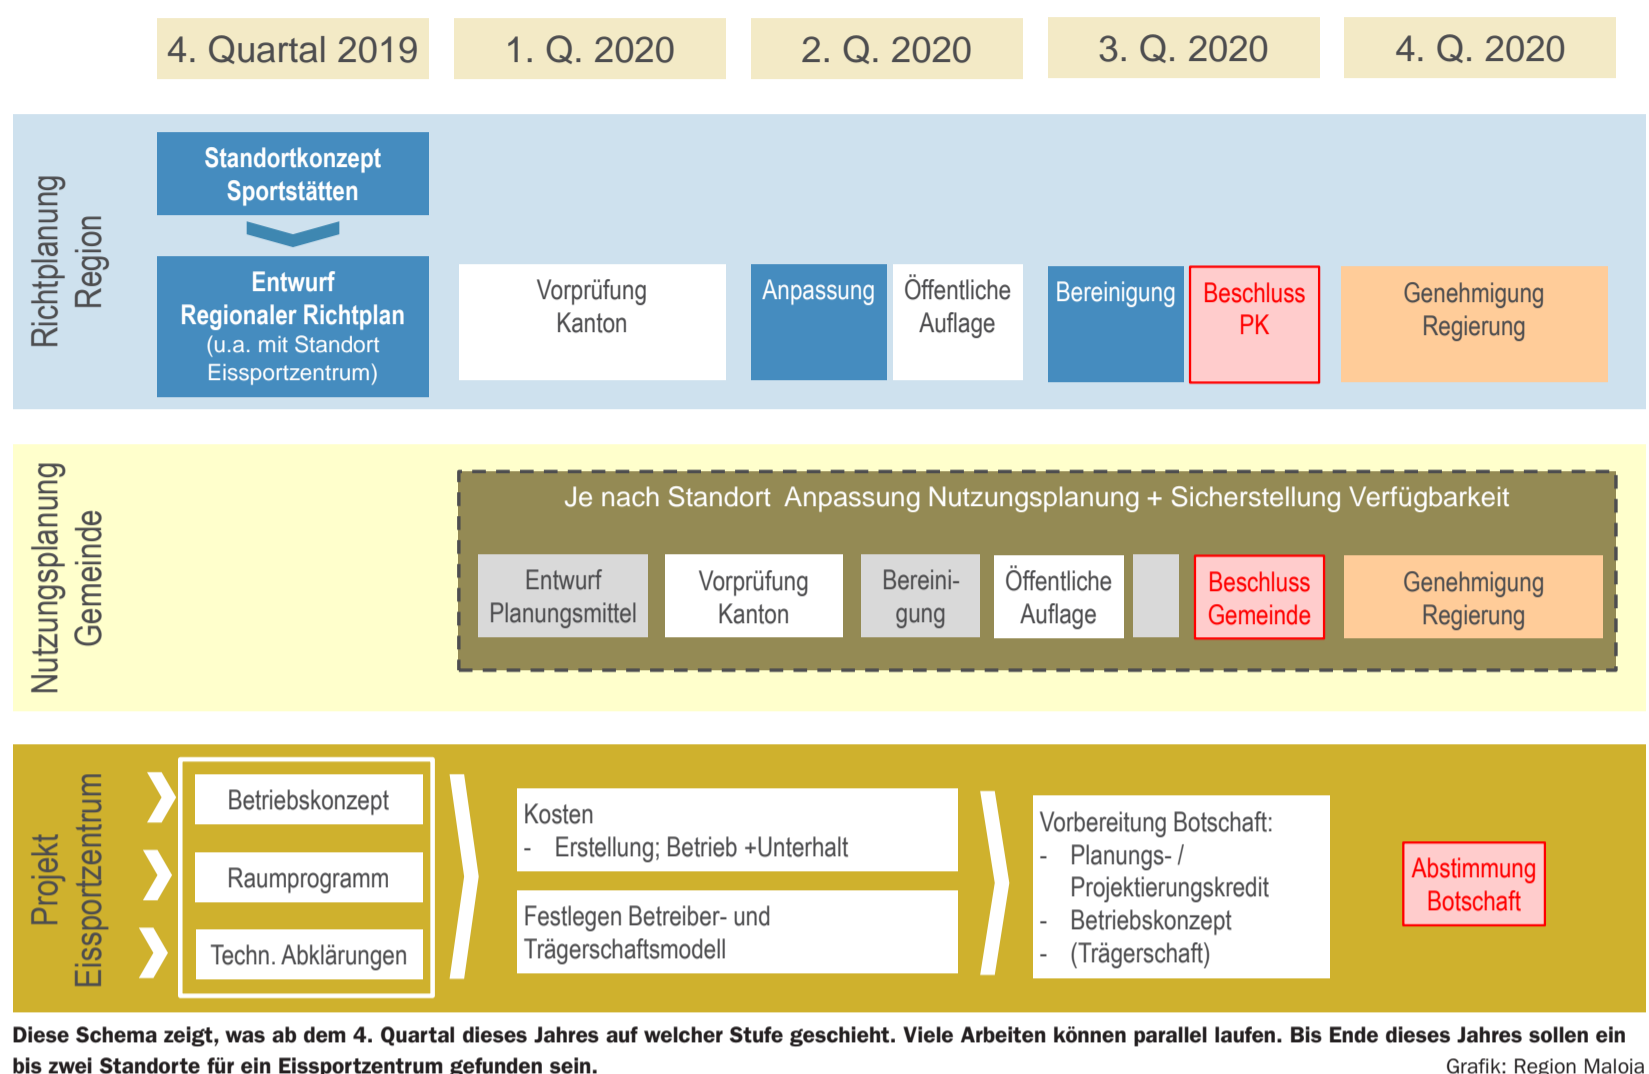 4. Quartal 2019
1. Q. 2020
2. Q. 2020
3. Q. 2020
4. Q. 2020
Richtplanung
Region
Standortkonzept
Sportstätten
Entwurf
Regionaler Richtplan
(u.a. mit Standort
Eissportzentrum)
Vorprüfung
Kanton
Anpassung
Öffentliche
Auflage
Bereinigung
Beschluss
PK
Genehmigung
Regierung
Nutzungsplanung
Gemeinde
Je nach Standort Anpassung Nutzungsplanung + Sicherstellung Verfügbarkeit
Entwurf
Planungsmittel
Vorprüfung
Kanton
Bereini-
gung
Öffentliche
Auflage
Beschluss
Gemeinde
Genehmigung
Regierung
Projekt
Eissportzentrum
Betriebskonzept
Raumprogramm
Techn. Abklärungen
Kosten
- Erstellung; Betrieb +Unterhalt
Festlegen Betreiber- und
Trägerschaftsmodell
Vorbereitung Botschaft:
- Planungs- /
Projektierungskredit
- Betriebskonzept
- (Trägerschaft)
Abstimmung
Botschaft
Diese Schema zeigt, was ab dem 4. Quartal dieses Jahres auf welcher Stufe geschieht. Viele Arbeiten können parallel laufen. Bis Ende dieses Jahres sollen ein
bis zwei Standorte für ein Eissportzentrum gefunden sein.
Grafik: Region Maloja